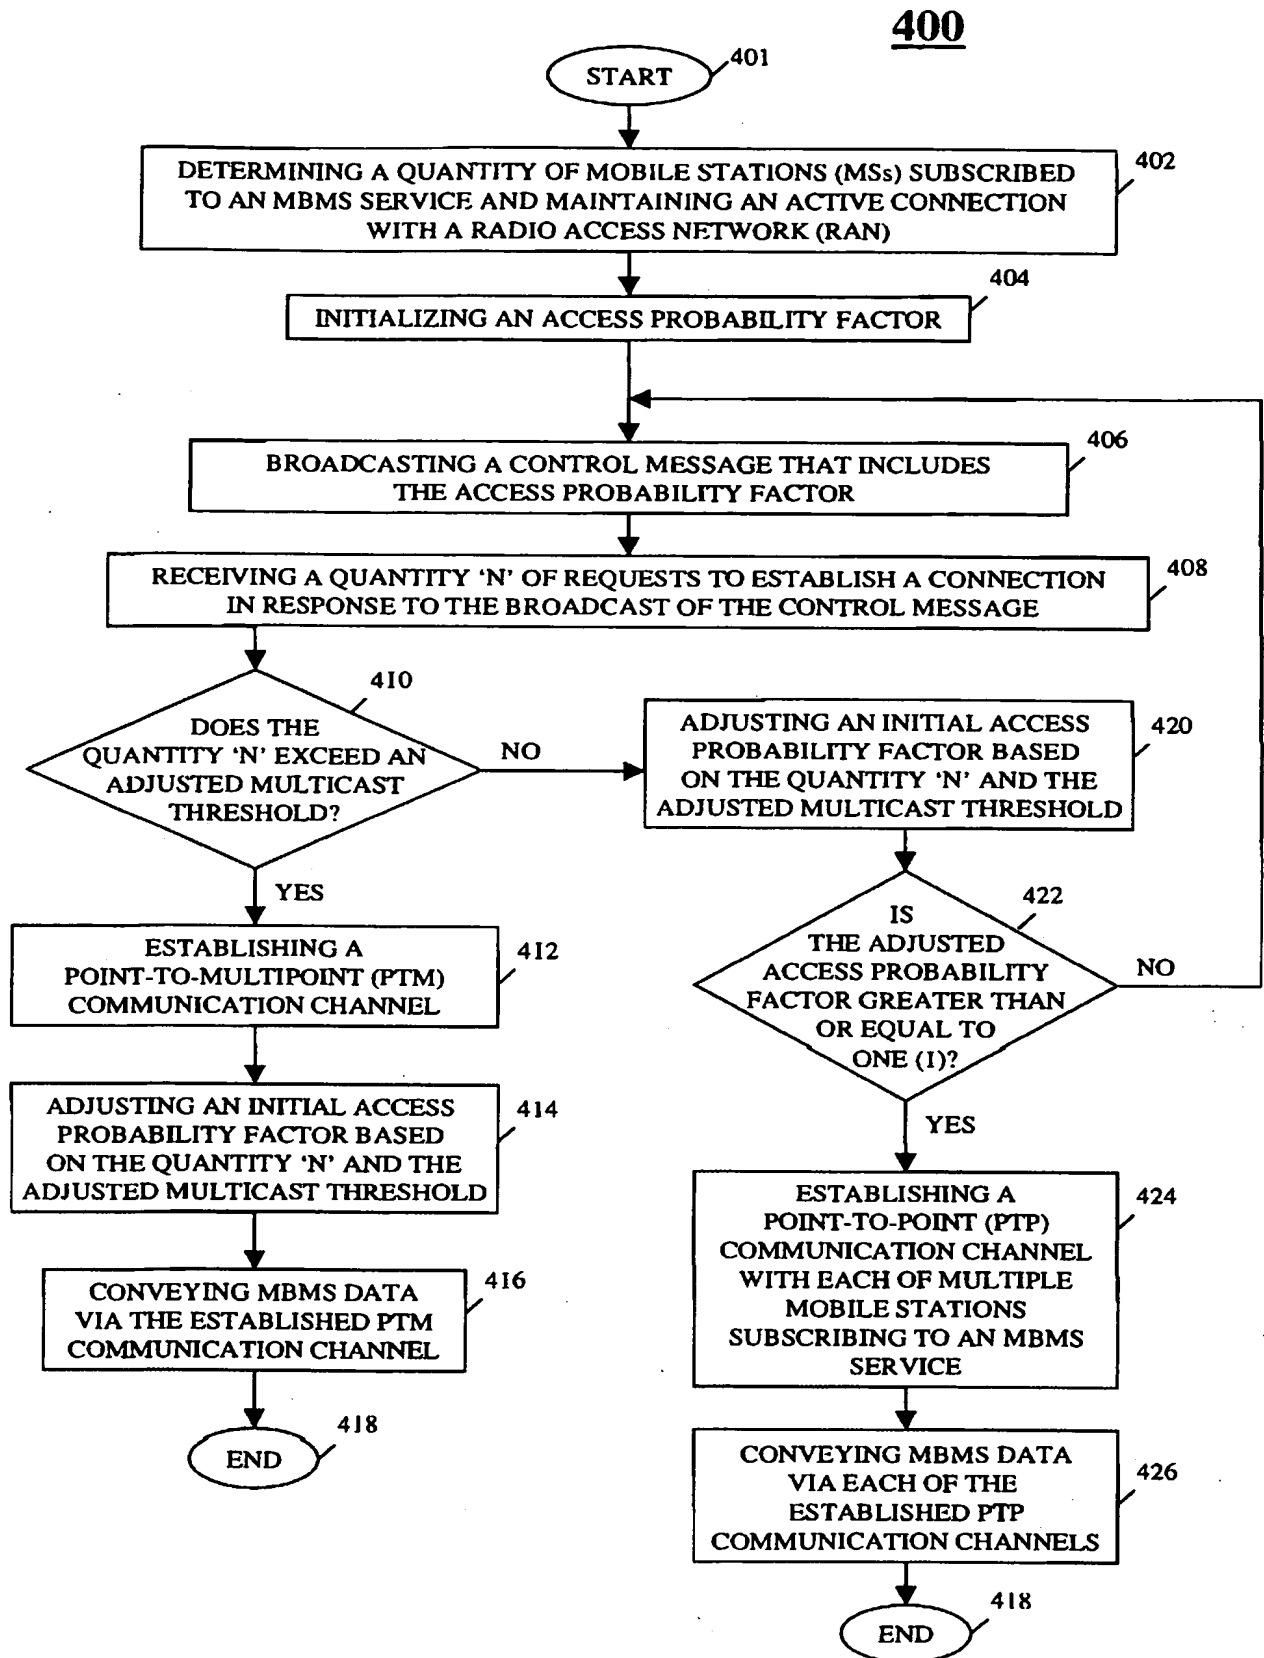 400
401
START
402
DETERMINING A QUANTITY OF MOBILE STATIONS (MSs) SUBSCRIBED
TO AN MBMS SERVICE AND MAINTAINING AN ACTIVE CONNECTION
WITH A RADIO ACCESS NETWORK (RAN)
404
INITIALIZING AN ACCESS PROBABILITY FACTOR
406
BROADCASTING A CONTROL MESSAGE THAT INCLUDES
THE ACCESS PROBABILITY FACTOR
408
RECEIVING A QUANTITY ‘N’ OF REQUESTS TO ESTABLISH A CONNECTION
IN RESPONSE TO THE BROADCAST OF THE CONTROL MESSAGE
410
DOES THE
QUANTITY ‘N’ EXCEED AN
ADJUSTED MULTICAST
THRESHOLD?
NO
YES
412
ESTABLISHING A
POINT-TO-MULTIPOINT (PTM)
COMMUNICATION CHANNEL
414
ADJUSTING AN INITIAL ACCESS
PROBABILITY FACTOR BASED
ON THE QUANTITY ‘N’ AND THE
ADJUSTED MULTICAST THRESHOLD
416
CONVEYING MBMS DATA
VIA THE ESTABLISHED PTM
COMMUNICATION CHANNEL
418
END
420
ADJUSTING AN INITIAL ACCESS
PROBABILITY FACTOR BASED
ON THE QUANTITY ‘N’ AND THE
ADJUSTED MULTICAST THRESHOLD
422
IS
THE ADJUSTED
ACCESS PROBABILITY
FACTOR GREATER THAN
OR EQUAL TO
ONE (1)?
NO
YES
424
ESTABLISHING A
POINT-TO-POINT (PTP)
COMMUNICATION CHANNEL
WITH EACH OF MULTIPLE
MOBILE STATIONS
SUBSCRIBING TO AN MBMS
SERVICE
426
CONVEYING MBMS DATA
VIA EACH OF THE
ESTABLISHED PTP
COMMUNICATION CHANNELS
418
END